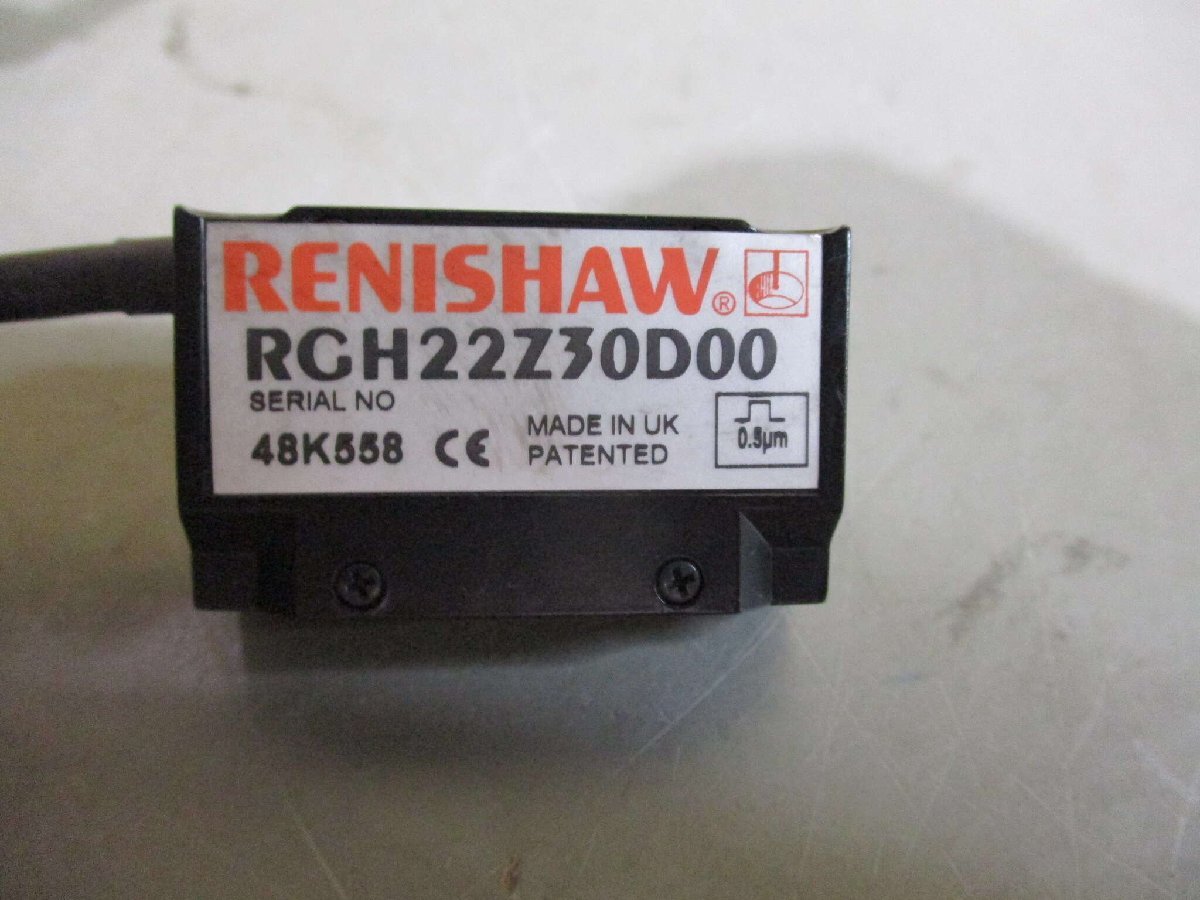 RENISHAW®
RGH22Z30D00
SERIAL NO
48K558 CE
MADE IN UK
PATENTED
0.5µm